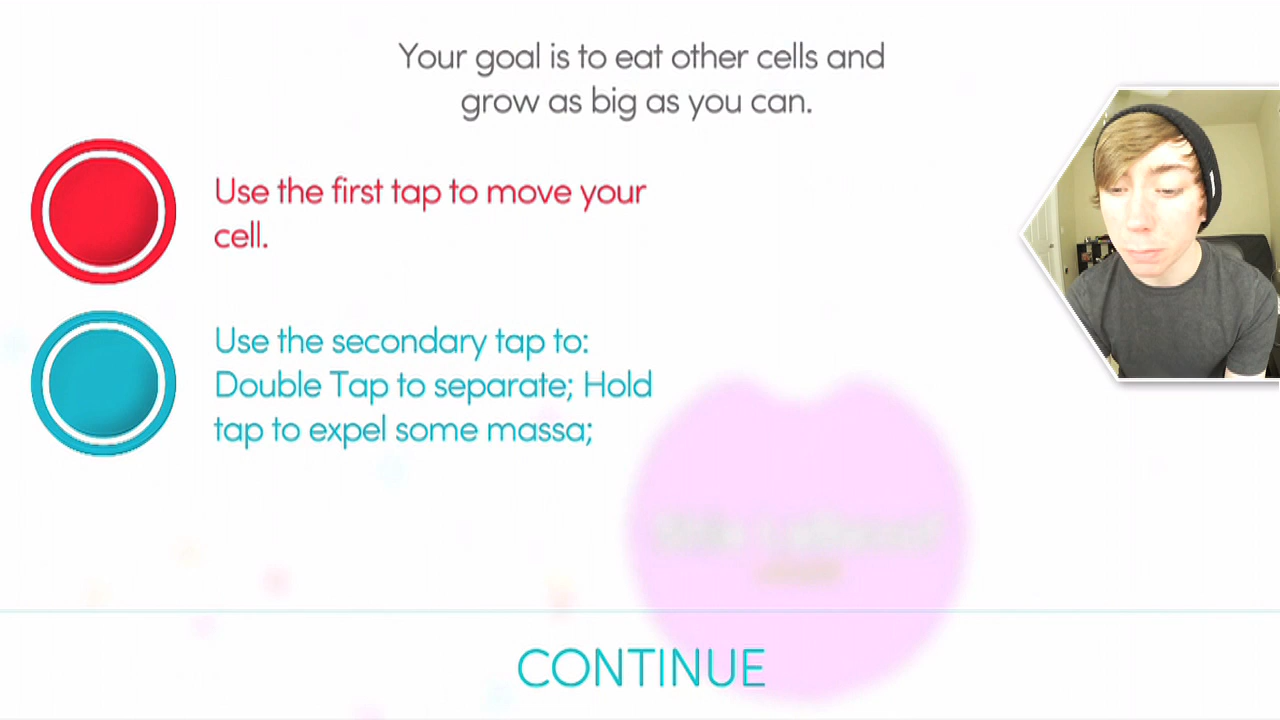 Your goal is to eat other cells and
grow as big as you can.
Use the first tap to move your
cell.
Use the secondary tap to:
Double Tap to separate; Hold
tap to expel some massa;
CONTINUE